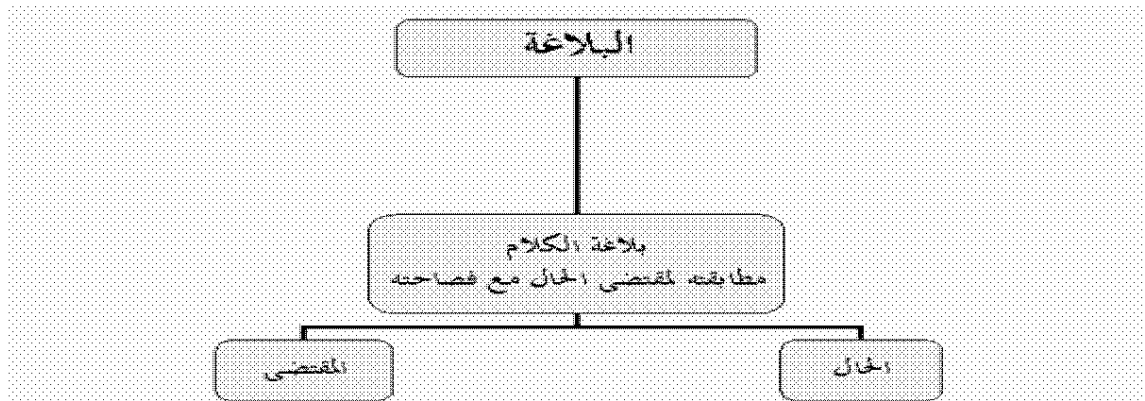 البلاغة
بلاغة الكلام
مطابقته لمقتضى الحال مع فصاحته
الحال
المقتضى